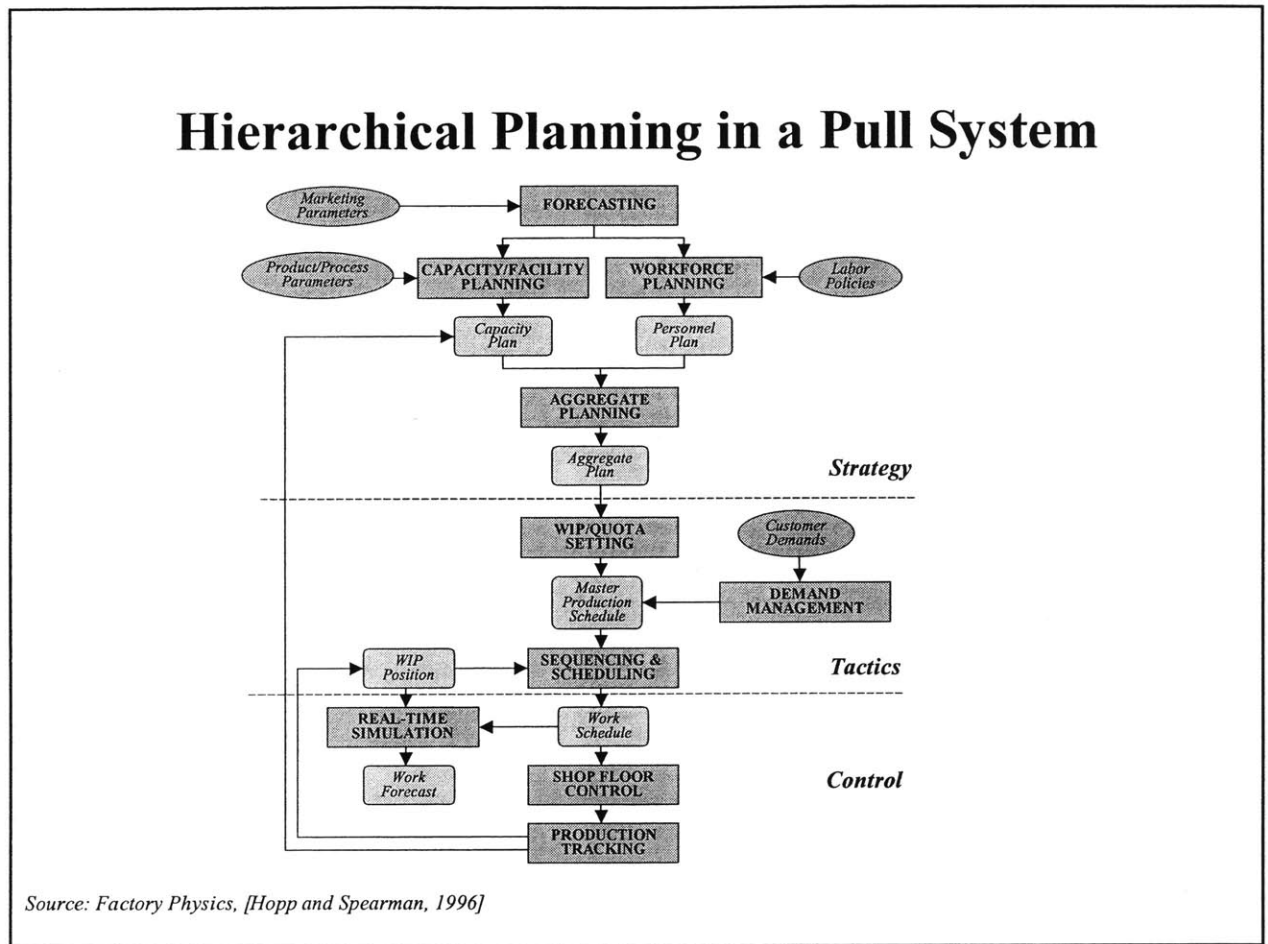 Hierarchical Planning in a Pull System
Marketing
Parameters
FORECASTING
Product/Process
Parameters
CAPACITY/FACILITY
PLANNING
WORKFORCE
PLANNING
Labor
Policies
Capacity
Plan
Personnel
Plan
AGGREGATE
PLANNING
Aggregate
Plan
Strategy
WIP/QUOTA
SETTING
Customer
Demands
Master
Production
Schedule
DEMAND
MANAGEMENT
WIP
Position
SEQUENCING &
SCHEDULING
Tactics
REAL-TIME
SIMULATION
Work
Schedule
Work
Forecast
SHOP FLOOR
CONTROL
Control
PRODUCTION
TRACKING
Source: Factory Physics, [Hopp and Spearman, 1996]